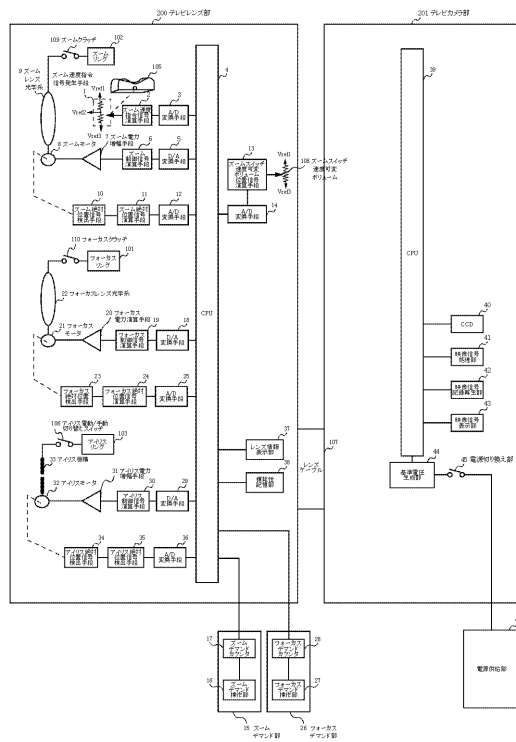 200 テレビレンズ部
201 テレビカメラ部
109 ズームクラッチ
102
ズーム
リング
9 ズーム
レンズ
光学系
ズーム速度指令
信号発生手段
1
105
Vref1
Vref2
Vref3
2
ズーム速度
指令信号
演算手段
3
A/D
変換手段
4
39
8 ズームモータ
7 ズーム電力
増幅手段
6
ズーム
制御信号
演算手段
5
D/A
変換手段
13
ズームスイッチ
速度可変
ボリューム
位置信号
演算手段
Vref1
108 ズームスイッチ
速度可変
ボリューム
Vref3
A/D
変換手段
14
10
ズーム絶対
位置信号
検出手段
11
ズーム絶対
位置信号
演算手段
12
A/D
変換手段
CPU
CPU
110 フォーカスクラッチ
101
フォーカス
リング
22 フォーカスレンズ光学系
21 フォーカス
モータ
20 フォーカス
電力演算手段
19
フォーカス
制御信号
演算手段
18
D/A
変換手段
40
CCD
41
映像信号
処理部
42
映像信号
記録再生部
43
映像信号
表示部
23
フォーカス
絶対位置
検出手段
24
フォーカス
絶対位置信号
演算手段
25
A/D
変換手段
106 アイリス電動/手動
切り替えスイッチ
103
アイリス
リング
33 アイリス機構
37
レンズ情報
表示部
38
揮発性
記憶部
107
レンズ
ケーブル
44
基準電圧
生成部
45 電源切り換え部
32 アイリスモータ
31 アイリス電力
増幅手段
30
アイリス
制御信号
演算手段
29
D/A
変換手段
34
アイリス絶対
位置信号
検出手段
35
アイリス絶対
位置信号
検出手段
36
A/D
変換手段
17
ズーム
デマンド
カウンタ
16
ズーム
デマンド
操作部
15 ズーム
デマンド部
28
フォーカス
デマンド
カウンタ
27
フォーカス
デマンド
操作部
26 フォーカス
デマンド部
電源供給部